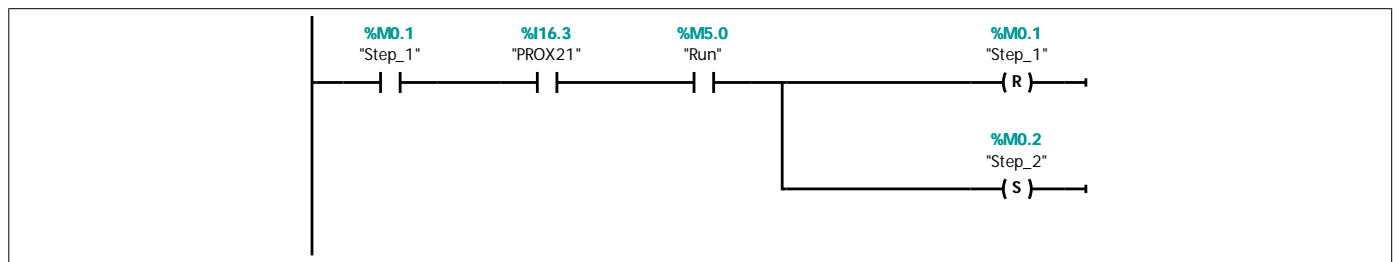 %M0.1 %I16.3 %M5.0 %M0.1
"Step_1" "PROX21" "Run" "Step_1"
R
%M0.2
"Step_2"
S